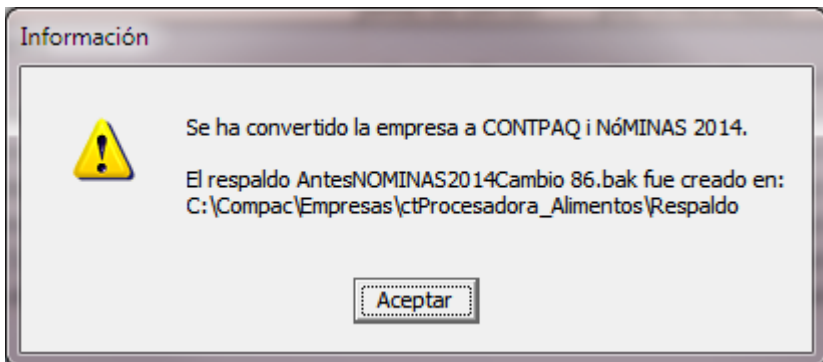 Información
Se ha convertido la empresa a CONTPAQ i NóMINAS 2014.
El respaldo AntesNOMINAS2014Cambio 86.bak fue creado en:
C:\Compac\Empresas\ctProcesadora_Alimentos\Respaldo
Aceptar